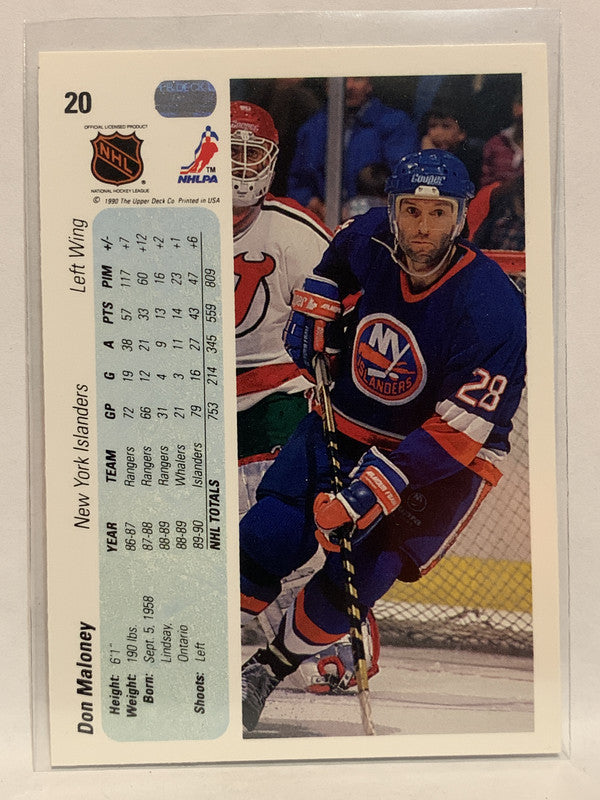 20
UPPER DECK
OFFICIAL LICENSED PRODUCT
NHL
NATIONAL HOCKEY LEAGUE
NHLPA
TM
© 1990 The Upper Deck Co. Printed in USA
Don Maloney New York Islanders Left Wing
Height: 6'1"
Weight: 190 lbs.
Born: Sept. 5, 1958
Lindsay,
Ontario
Shoots: Left
YEAR TEAM GP G A PTS PIM +/-
86-87 Rangers 72 19 38 57 117 +7
87-88 Rangers 66 12 21 33 60 +12
88-89 Rangers 31 4 9 13 16 +2
88-89 Whalers 21 3 11 14 23 +1
89-90 Islanders 79 16 27 43 47 +6
NHL TOTALS 753 214 345 559 809
Cooper
NY
ISLANDERS
28